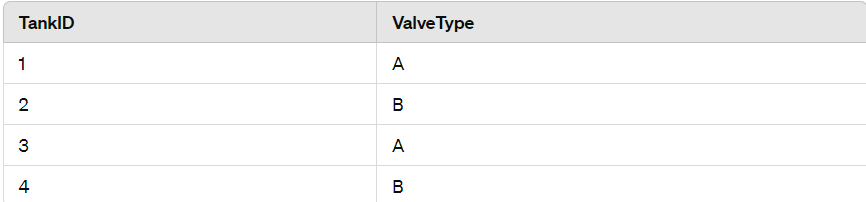 TankID ValveType
1 A
2 B
3 A
4 B